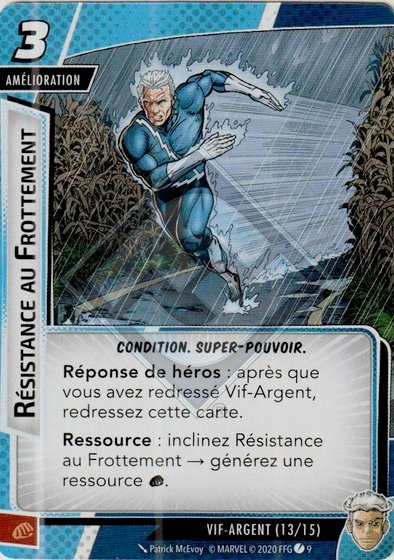 3
AMÉLIORATION
RÉSISTANCE AU FROTTEMENT
CONDITION. SUPER-POUVOIR.
Réponse de héros : après que
vous avez redressé Vif-Argent,
redressez cette carte.
Ressource : inclinez Résistance
au Frottement → générez une
ressource .
VIF-ARGENT (13/15)
Patrick McEvoy © MARVEL © 2020 FFG 9